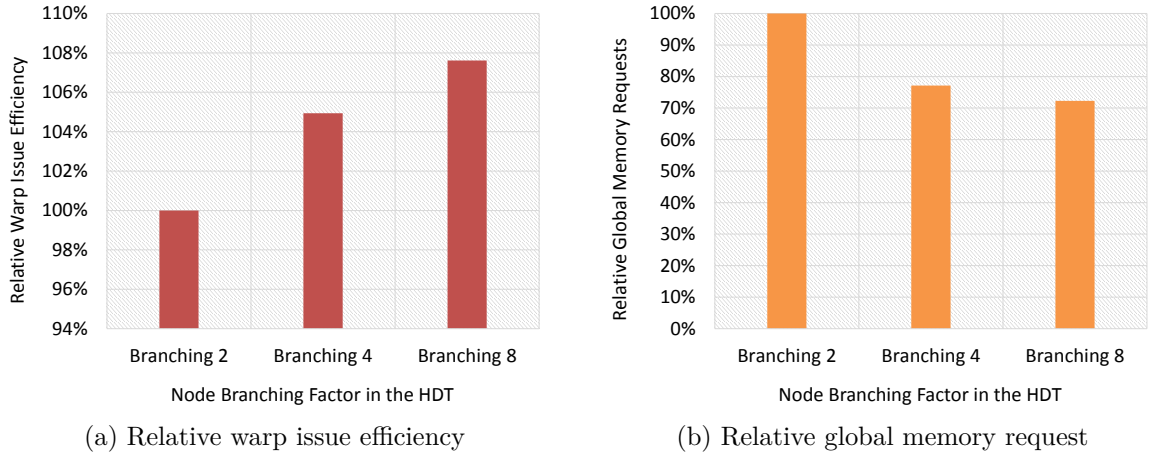 110%
108%
106%
104%
102%
100%
98%
96%
94%
Relative Warp Issue Efficiency
Branching 2 Branching 4 Branching 8
Node Branching Factor in the HDT
(a) Relative warp issue efficiency
100%
90%
80%
70%
60%
50%
40%
30%
20%
10%
0%
Relative Global Memory Requests
Branching 2 Branching 4 Branching 8
Node Branching Factor in the HDT
(b) Relative global memory request